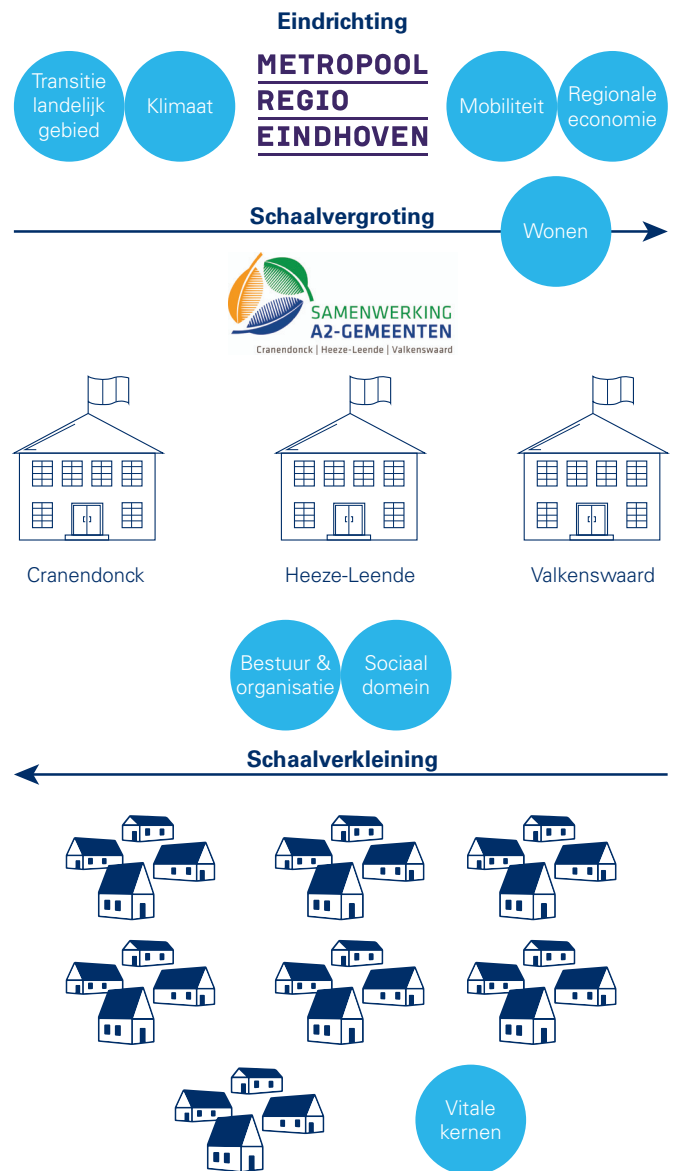 Eindrichting
Transitie
landelijk
gebied
Klimaat
METROPOOL
REGIO
EINDHOVEN
Mobiliteit
Regionale
economie
Schaalvergroting
Wonen
SAMENWERKING
A2-GEMEENTEN
Cranendonck | Heeze-Leende | Valkenswaard
Cranendonck
Heeze-Leende
Valkenswaard
Bestuur &
organisatie
Sociaal
domein
Schaalverkleining
Vitale
kernen